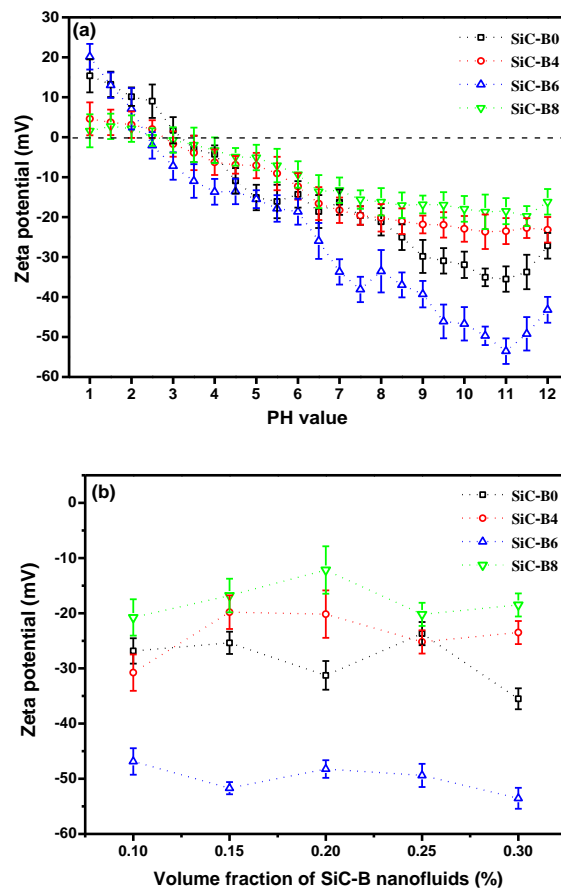 (a)
SiC-B0
SiC-B4
SiC-B6
SiC-B8
Zeta potential (mV)
30
20
10
0
-10
-20
-30
-40
-50
-60
1 2 3 4 5 6 7 8 9 10 11 12
PH value
(b)
SiC-B0
SiC-B4
SiC-B6
SiC-B8
Zeta potential (mV)
0
-10
-20
-30
-40
-50
-60
0.10 0.15 0.20 0.25 0.30
Volume fraction of SiC-B nanofluids (%)